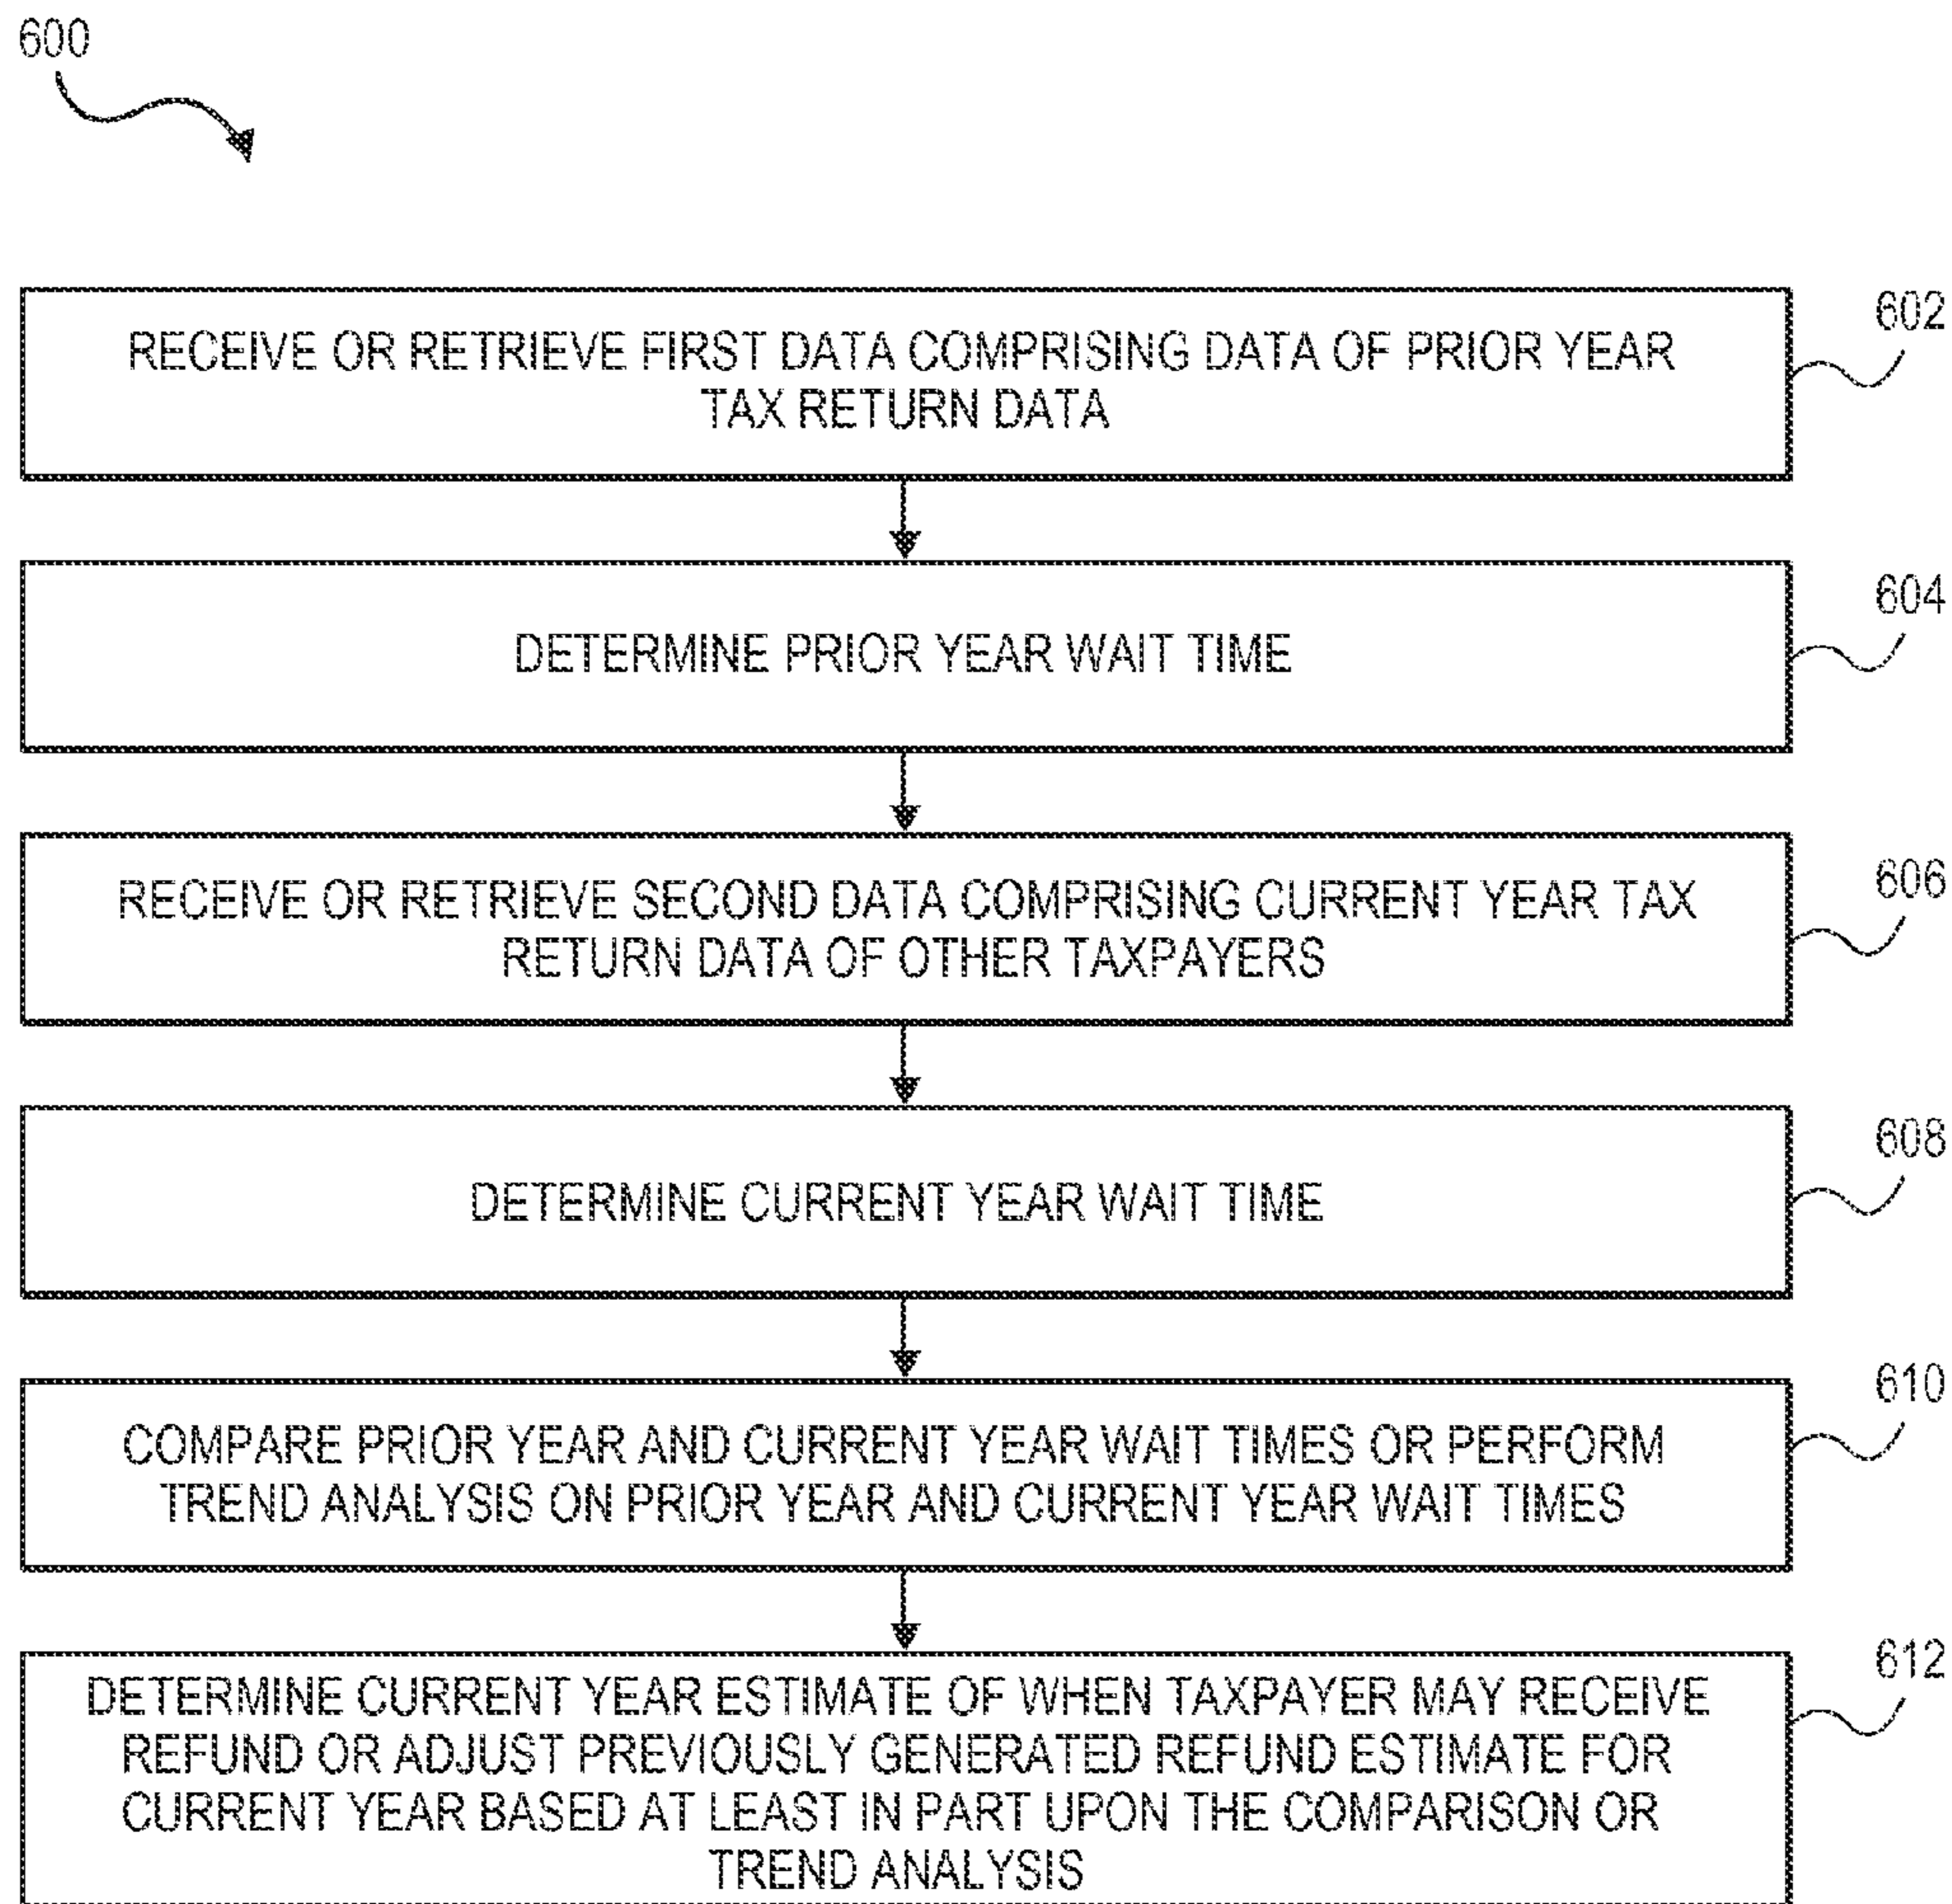 600
602
RECEIVE OR RETRIEVE FIRST DATA COMPRISING DATA OF PRIOR YEAR
TAX RETURN DATA
604
DETERMINE PRIOR YEAR WAIT TIME
606
RECEIVE OR RETRIEVE SECOND DATA COMPRISING CURRENT YEAR TAX
RETURN DATA OF OTHER TAXPAYERS
608
DETERMINE CURRENT YEAR WAIT TIME
610
COMPARE PRIOR YEAR AND CURRENT YEAR WAIT TIMES OR PERFORM
TREND ANALYSIS ON PRIOR YEAR AND CURRENT YEAR WAIT TIMES
612
DETERMINE CURRENT YEAR ESTIMATE OF WHEN TAXPAYER MAY RECEIVE
REFUND OR ADJUST PREVIOUSLY GENERATED REFUND ESTIMATE FOR
CURRENT YEAR BASED AT LEAST IN PART UPON THE COMPARISON OR
TREND ANALYSIS